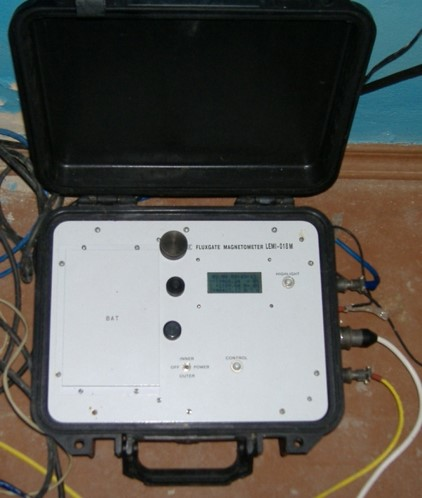 FLUXGATE MAGNETOMETER LEMI-018M
HIGHLIGHT
BAT
INNER
OFF POWER
OUTER
CONTROL